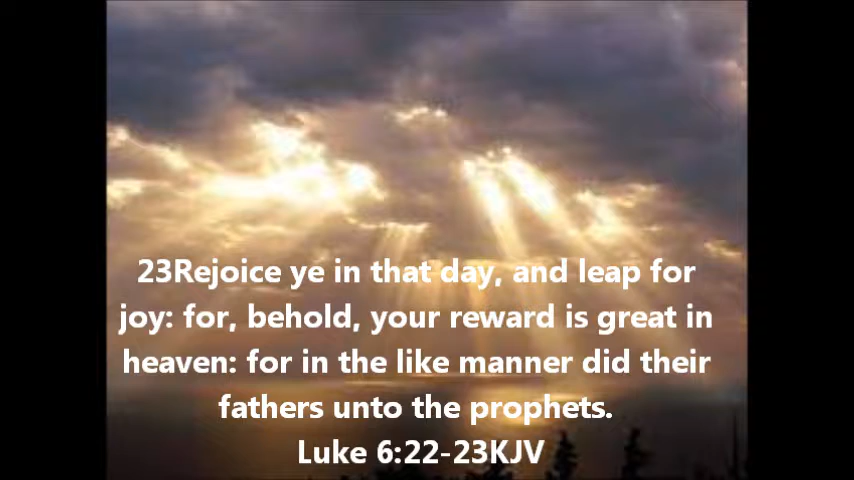 23Rejoice ye in that day, and leap for
joy: for, behold, your reward is great in
heaven: for in the like manner did their
fathers unto the prophets.
Luke 6:22-23KJV